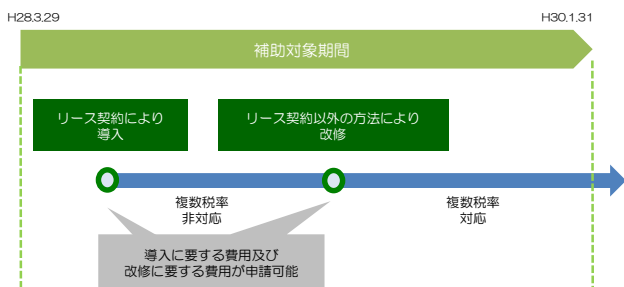 H28.3.29
H30.1.31
補助対象期間
リース契約により
導入
リース契約以外の方法により
改修
複数税率
非対応
複数税率
対応
導入に要する費用及び
改修に要する費用が申請可能